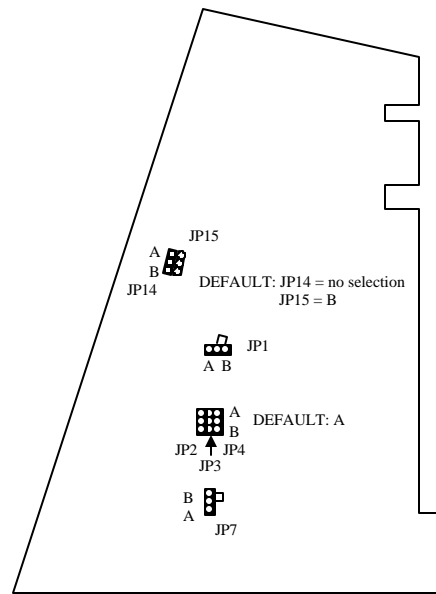 JP15
A
B
JP14
DEFAULT: JP14 = no selection
JP15 = B
JP1
A B
A
DEFAULT: A
B
JP2
JP4
JP3
B
A
JP7